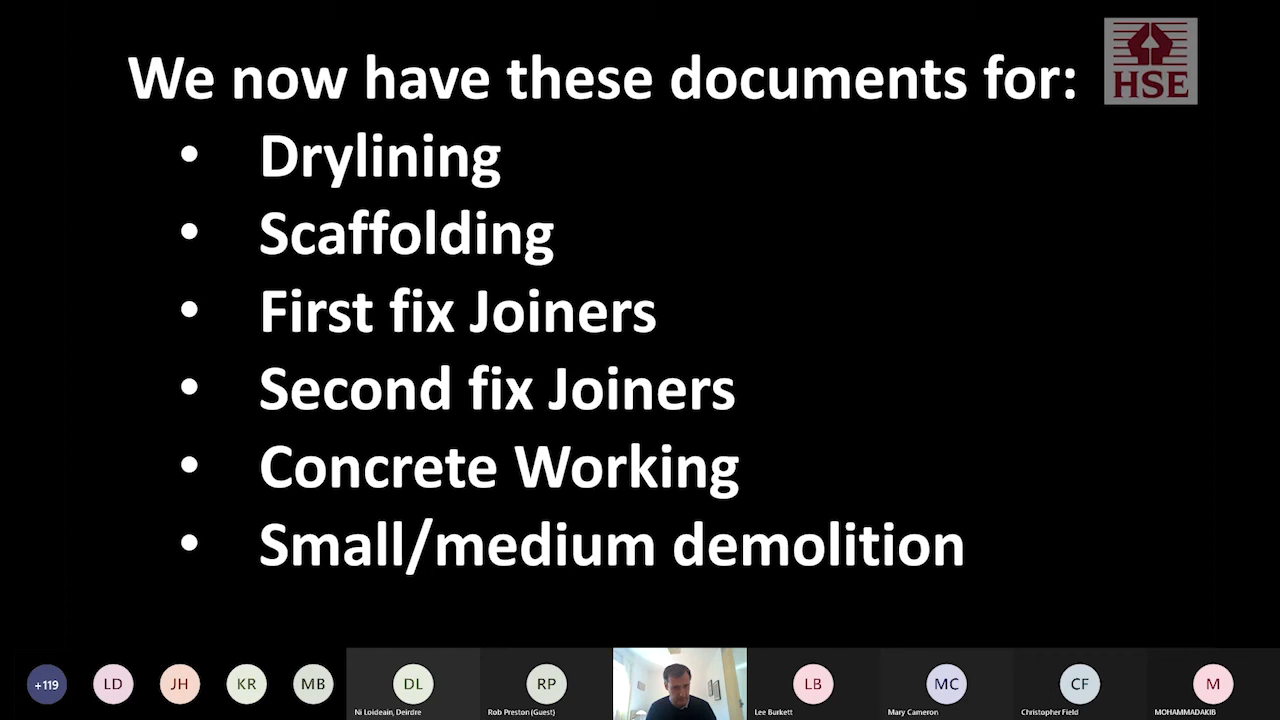 We now have these documents for:
HSE
• Drylining
• Scaffolding
• First fix Joiners
• Second fix Joiners
• Concrete Working
• Small/medium demolition
+119
LD
JH
KR
MB
DL
Ni Loideain, Deirdre
RP
Rob Preston (Guest)
LB
Lee Burkett
MC
Mary Cameron
CF
Christopher Field
M
MOHAMMADAKIB